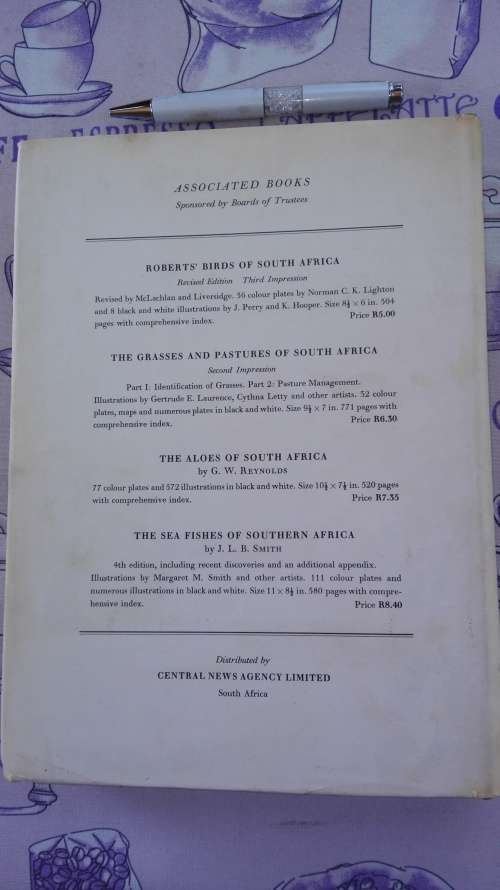 ESPRESSO CAFFE LATTE
ASSOCIATED BOOKS
Sponsored by Boards of Trustees
ROBERTS' BIRDS OF SOUTH AFRICA
Revised Edition Third Impression
Revised by McLachlan and Liversidge. 56 colour plates by Norman C. K. Lighton
and 8 black and white illustrations by J. Perry and K. Hooper. Size 8½ × 6 in. 504
pages with comprehensive index. Price R5.00
THE GRASSES AND PASTURES OF SOUTH AFRICA
Second Impression
Part 1: Identification of Grasses. Part 2: Pasture Management.
Illustrations by Gertrude E. Laurence, Cythna Letty and other artists. 52 colour
plates, maps and numerous plates in black and white. Size 9½ × 7 in. 771 pages with
comprehensive index. Price R6.30
THE ALOES OF SOUTH AFRICA
by G. W. REYNOLDS
77 colour plates and 572 illustrations in black and white. Size 10½ × 7½ in. 520 pages
with comprehensive index. Price R7.35
THE SEA FISHES OF SOUTHERN AFRICA
by J. L. B. SMITH
4th edition, including recent discoveries and an additional appendix.
Illustrations by Margaret M. Smith and other artists. 111 colour plates and
numerous illustrations in black and white. Size 11 × 8½ in. 580 pages with compre-
hensive index. Price R8.40
Distributed by
CENTRAL NEWS AGENCY LIMITED
South Africa